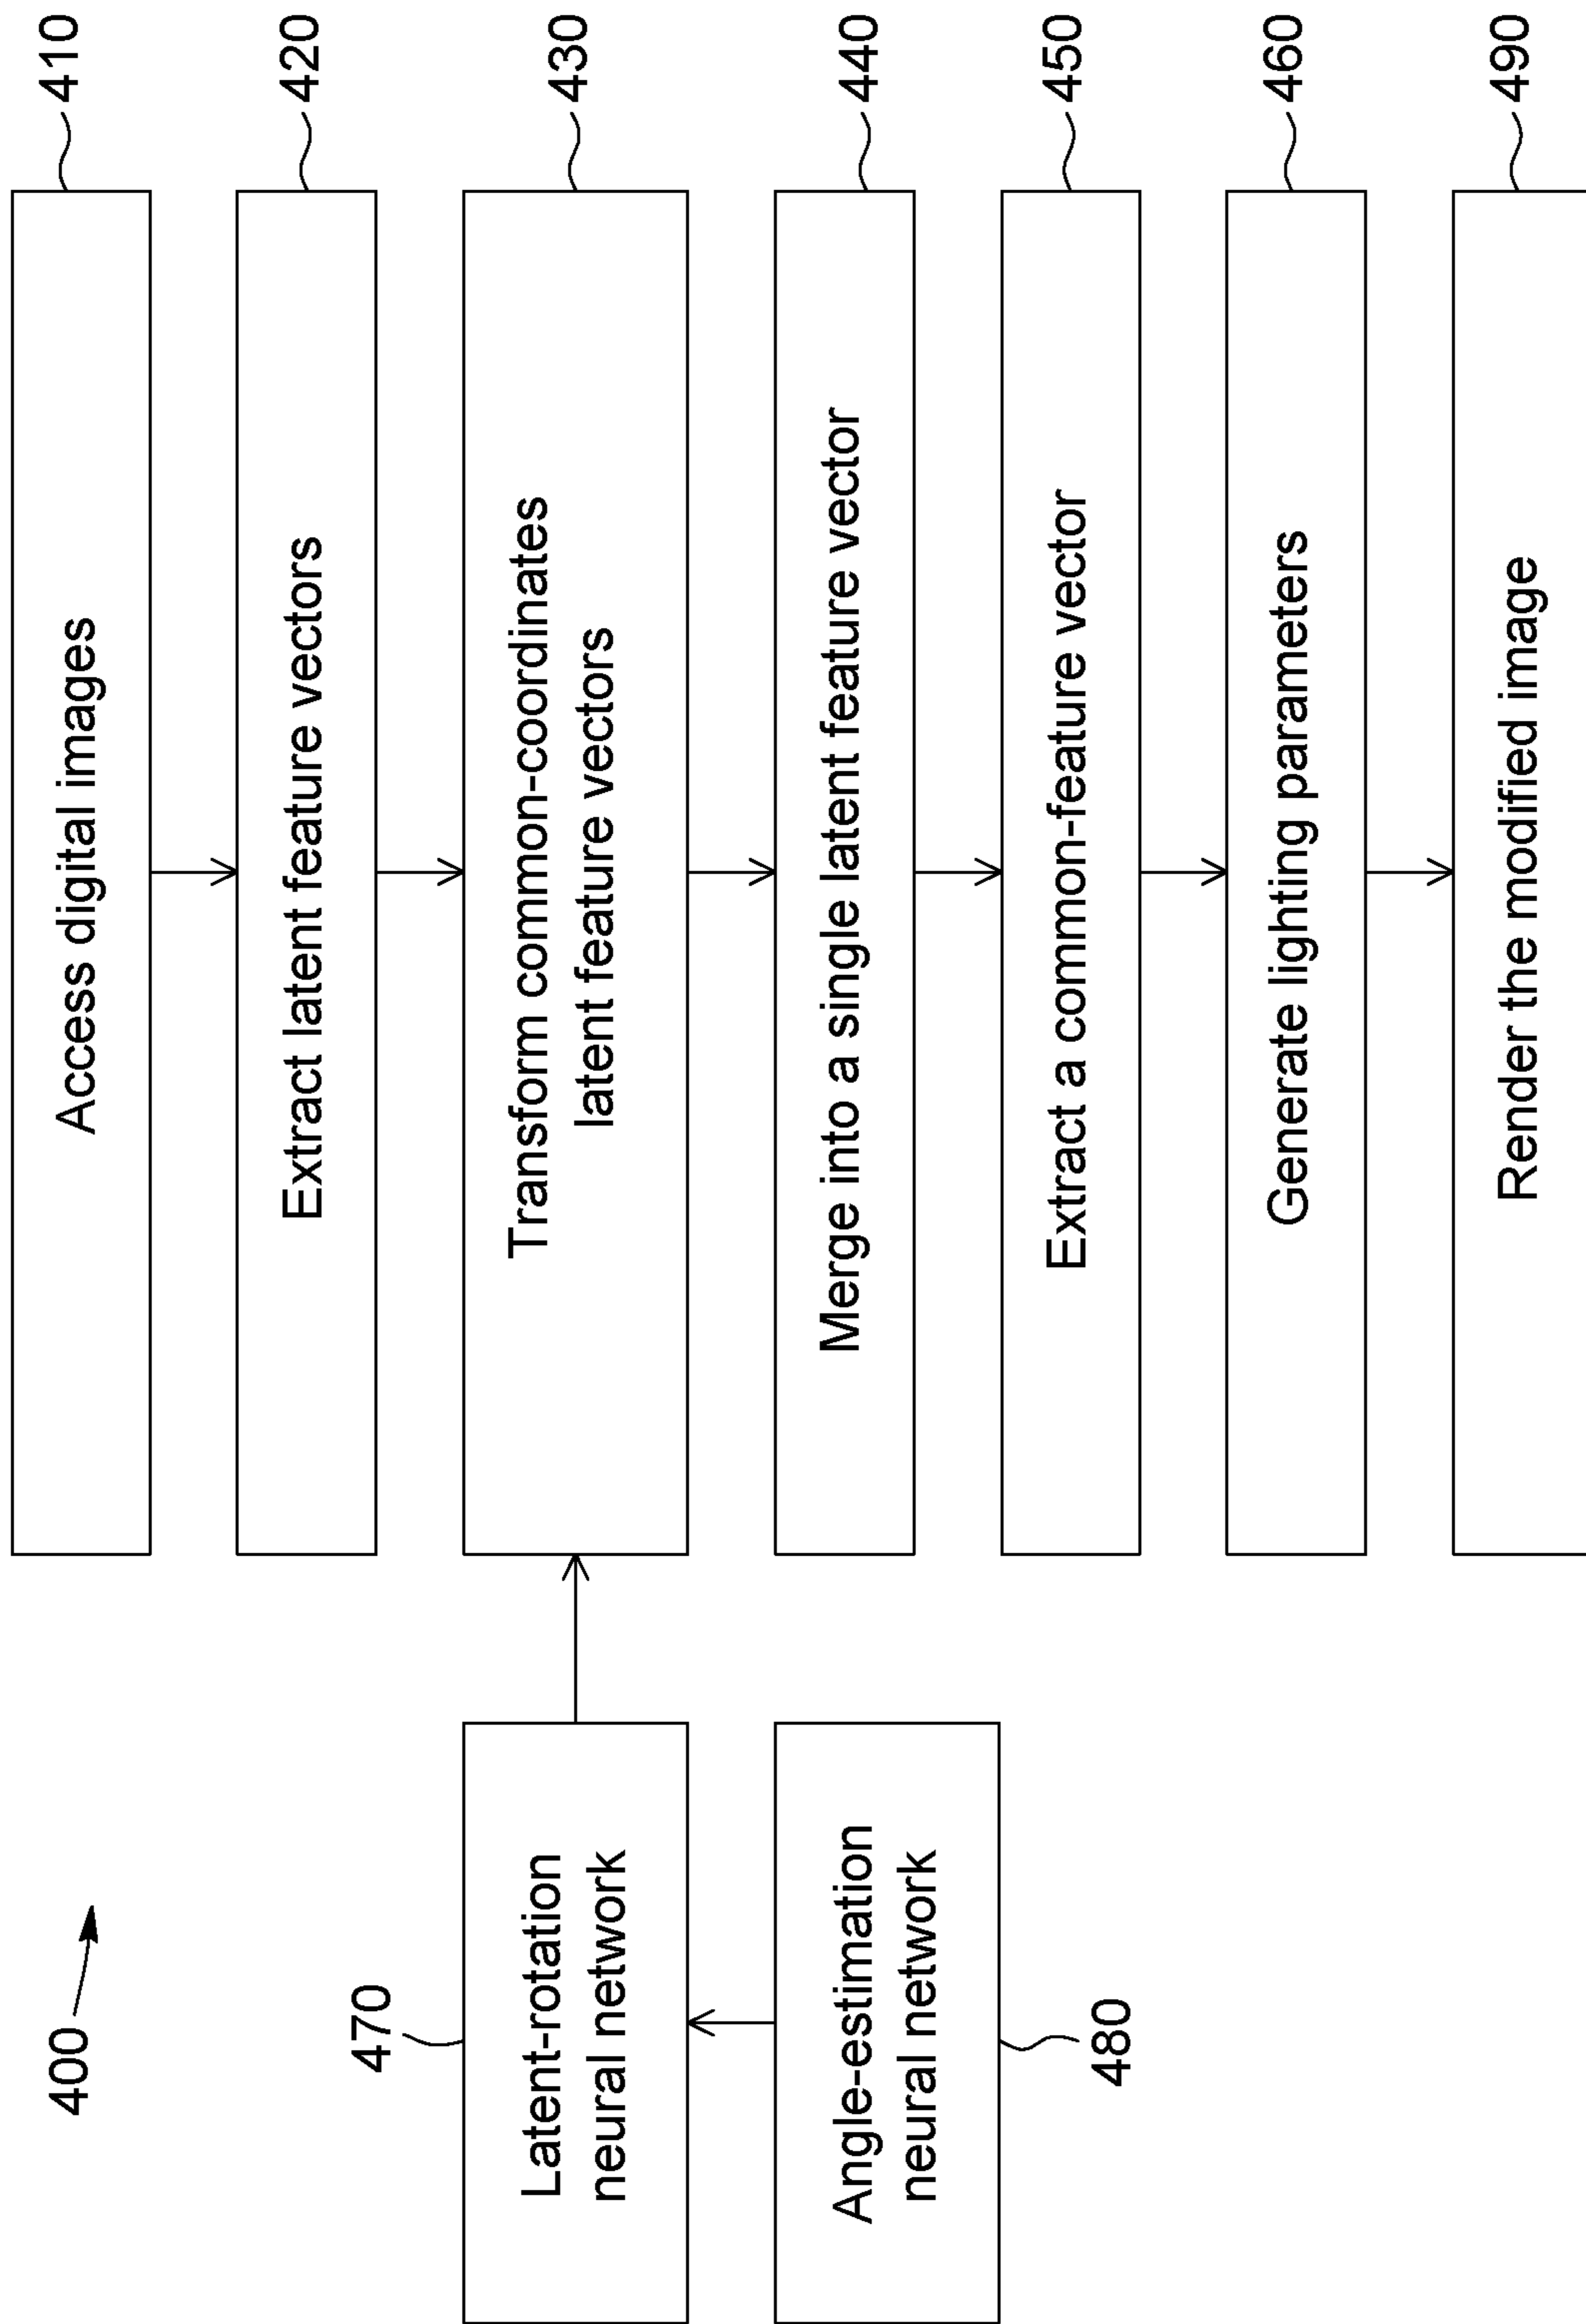 400
Access digital images
410
Extract latent feature vectors
420
Latent-rotation
neural network
470
Transform common-coordinates
latent feature vectors
430
Angle-estimation
neural network
480
Merge into a single latent feature vector
440
Extract a common-feature vector
450
Generate lighting parameters
460
Render the modified image
490